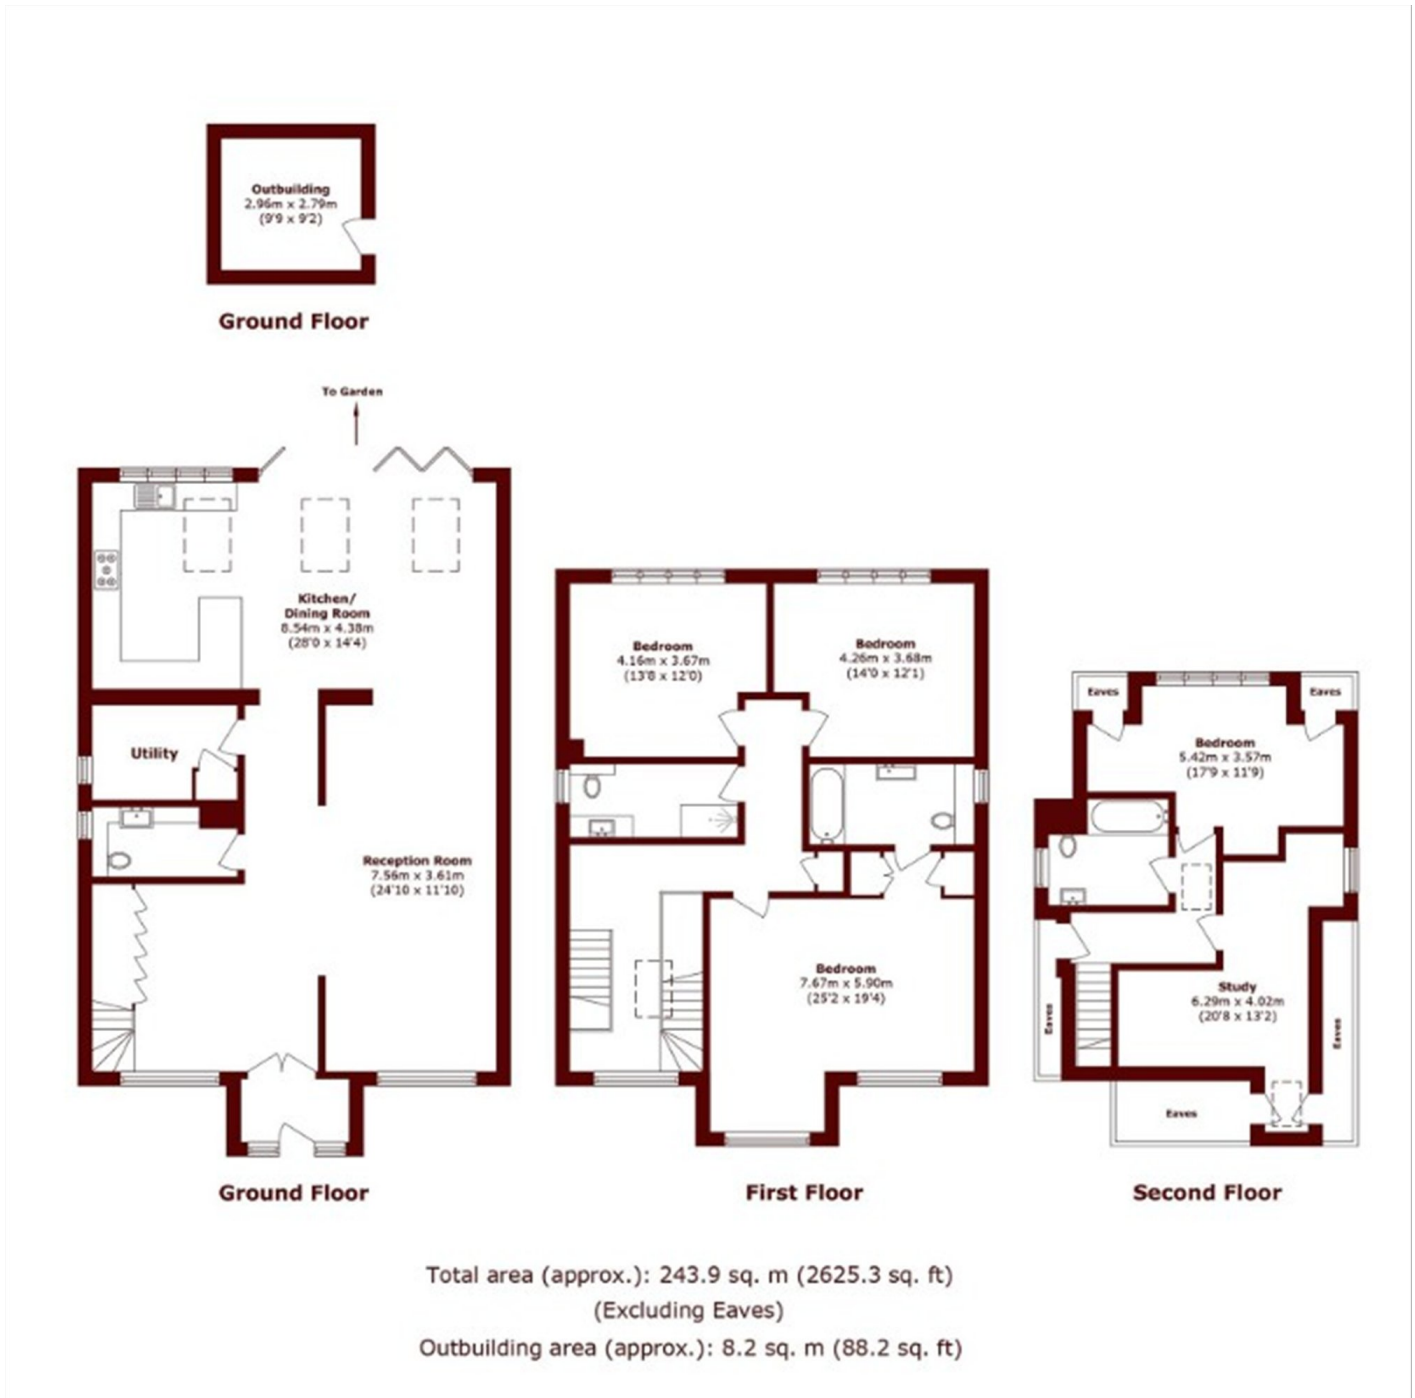 Outbuilding
2.96m x 2.79m
(9'9 x 9'2)
Ground Floor
To Garden
Kitchen/
Dining Room
8.54m x 4.38m
(28'0 x 14'4)
Utility
Reception Room
7.56m x 3.61m
(24'10 x 11'10)
Ground Floor
Bedroom
4.16m x 3.67m
(13'8 x 12'0)
Bedroom
4.26m x 3.68m
(14'0 x 12'1)
Bedroom
7.67m x 5.90m
(25'2 x 19'4)
First Floor
Eaves
Eaves
Bedroom
5.42m x 3.57m
(17'9 x 11'9)
Study
6.29m x 4.02m
(20'8 x 13'2)
Eaves
Eaves
Eaves
Second Floor
Total area (approx.): 243.9 sq. m (2625.3 sq. ft)
(Excluding Eaves)
Outbuilding area (approx.): 8.2 sq. m (88.2 sq. ft)